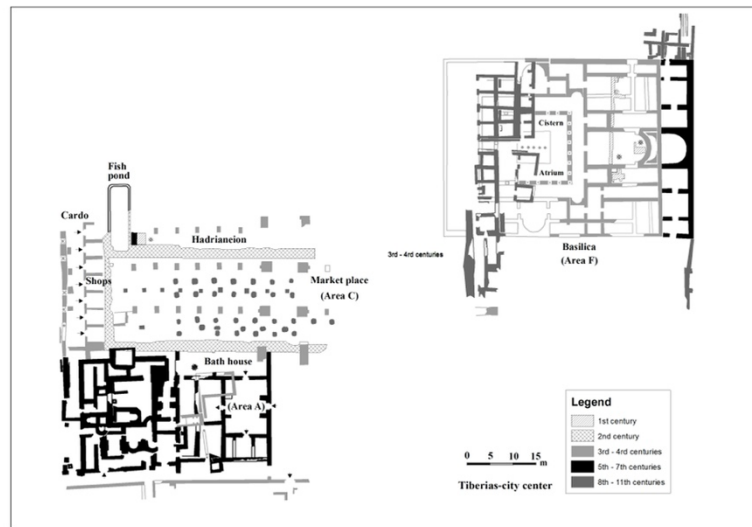 Fish
pond
Cardo
Hadrianeion
Shops
Market place
(Area C)
Bath house
(Area A)
Cistern
Atrium
3rd - 4rd centuries
Basilica
(Area F)
Legend
1st century
2nd century
3rd - 4rd centuries
5th - 7th centuries
8th - 11th centuries
0 5 10 15
m
Tiberias-city center